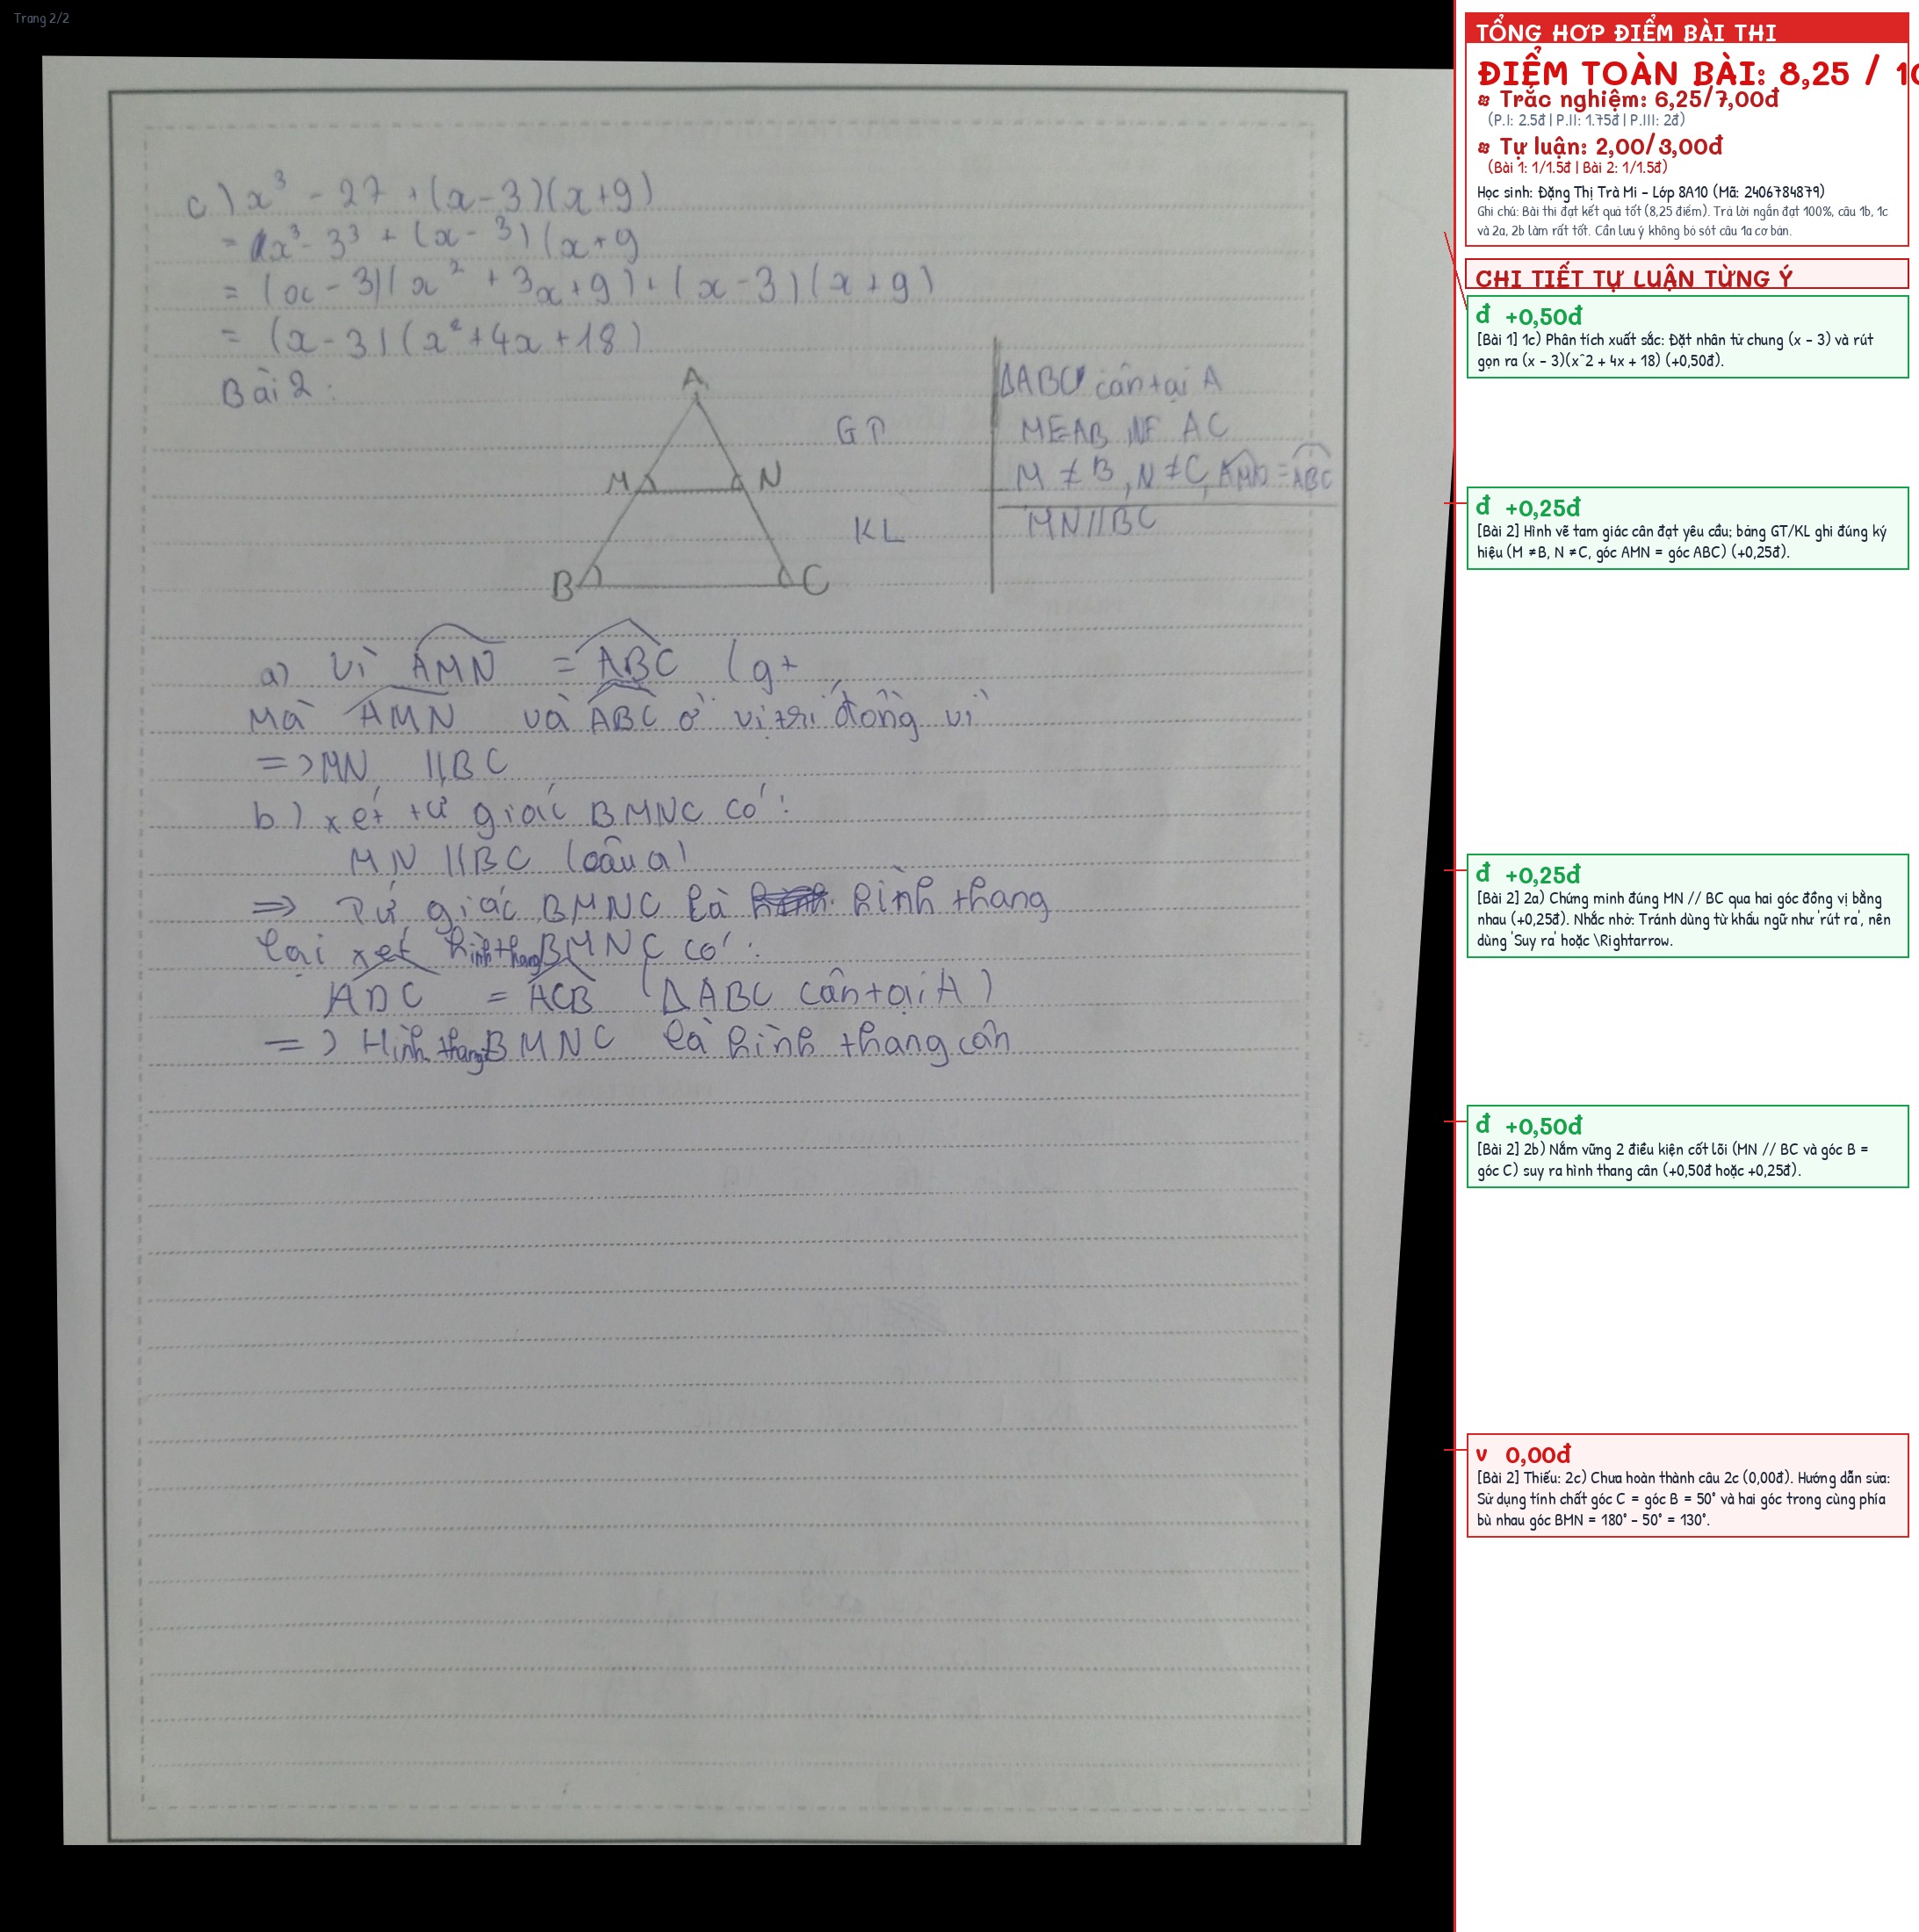 Trang 2/2
c) x³ - 27 + (x-3)(x+9)
= x³- 3³ + (x-3)(x+9
= (x-3)(x² + 3x+9)+(x-3)(x+9)
= (x-3)(x²+4x+18)
Bài 2:
A
M
N
B
C
GT
KL
ΔABC cân tại A
M∈AB, N∈ AC
M ≠ B, N ≠ C, AMN = ABC
MN//BC
a) Vì AMN = ABC (gt
Mà AMN và ABC ở vị trí đồng vị
=> MN //BC
b) xét tứ giác BMNC có:
MN //BC (câu a)
=> Tứ giác BMNC là hình thang
lại xét hình thang BMNC có:
ABC = ACB (ΔABC cân tại A)
=> Hình thang BMNC là hình thang cân
TỔNG HỢP ĐIỂM BÀI THI
ĐIỂM TOÀN BÀI: 8,25 / 10
Trắc nghiệm: 6,25/7,00đ
(P.I: 2.5đ | P.II: 1.75đ | P.III: 2đ)
Tự luận: 2,00/3,00đ
(Bài 1: 1/1.5đ | Bài 2: 1/1.5đ)
Học sinh: Đặng Thị Trà Mi - Lớp 8A10 (Mã: 2406784879)
Ghi chú: Bài thi đạt kết quả tốt (8,25 điểm). Trả lời ngắn đạt 100%, câu 1b, 1c
và 2a, 2b làm rất tốt. Cần lưu ý không bỏ sót câu 1a cơ bản.
CHI TIẾT TỰ LUẬN TỪNG Ý
đ +0,50đ
[Bài 1] 1c) Phân tích xuất sắc: Đặt nhân tử chung (x - 3) và rút
gọn ra (x - 3)(x^2 + 4x + 18) (+0,50đ).
đ +0,25đ
[Bài 2] Hình vẽ tam giác cân đạt yêu cầu; bảng GT/KL ghi đúng ký
hiệu (M ≠B, N ≠C, góc AMN = góc ABC) (+0,25đ).
đ +0,25đ
[Bài 2] 2a) Chứng minh đúng MN // BC qua hai góc đồng vị bằng
nhau (+0,25đ). Nhắc nhở: Tránh dùng từ khẩu ngữ như 'rút ra', nên
dùng 'Suy ra' hoặc \Rightarrow.
đ +0,50đ
[Bài 2] 2b) Nắm vững 2 điều kiện cốt lõi (MN // BC và góc B =
góc C) suy ra hình thang cân (+0,50đ hoặc +0,25đ).
v 0,00đ
[Bài 2] Thiếu: 2c) Chưa hoàn thành câu 2c (0,00đ). Hướng dẫn sửa:
Sử dụng tính chất góc C = góc B = 50° và hai góc trong cùng phía
bù nhau góc BMN = 180° - 50° = 130°.